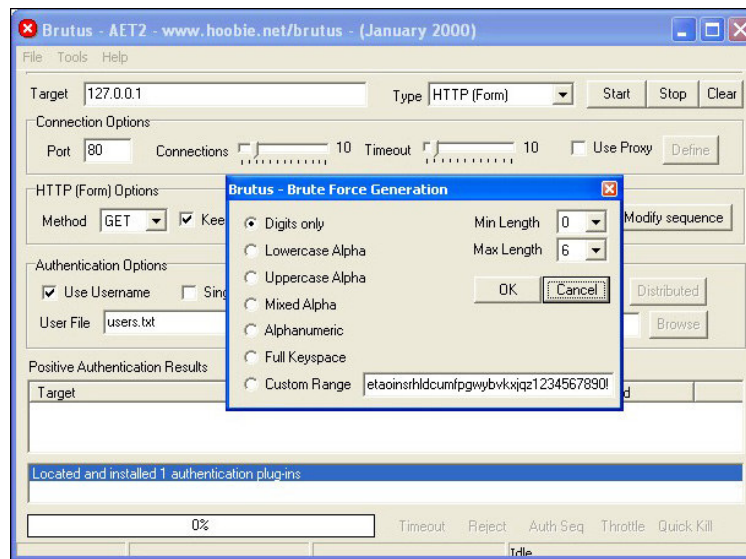 Brutus - AET2 - www.hoobie.net/brutus - (January 2000)
File Tools Help
Target 127.0.0.1 Type HTTP (Form) Start Stop Clear
Connection Options
Port 80 Connections 10 Timeout 10 Use Proxy Define
HTTP (Form) Options
Method GET Modify sequence
Brutus - Brute Force Generation
Digits only Min Length 0
Lowercase Alpha Max Length 6
Uppercase Alpha OK Cancel
Mixed Alpha
Alphanumeric
Full Keyspace
Custom Range etaoinsrhldcumfpgwybvkxjqz1234567890!
Authentication Options
Use Username Distributed
User File users.txt Browse
Positive Authentication Results
Target
Located and installed 1 authentication plug-ins
0% Timeout Reject Auth Seq Throttle Quick Kill
Idle